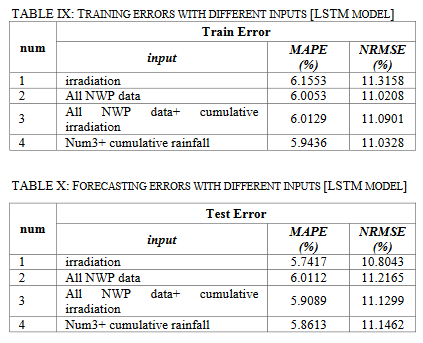 TABLE IX: TRAINING ERRORS WITH DIFFERENT INPUTS [LSTM MODEL]
num input Train Error
MAPE (%) NRMSE (%)
1 irradiation 6.1553 11.3158
2 All NWP data 6.0053 11.0208
3 All NWP data+ cumulative irradiation 6.0129 11.0901
4 Num3+ cumulative rainfall 5.9436 11.0328
TABLE X: FORECASTING ERRORS WITH DIFFERENT INPUTS [LSTM MODEL]
num input Test Error
MAPE (%) NRMSE (%)
1 irradiation 5.7417 10.8043
2 All NWP data 6.0112 11.2165
3 All NWP data+ cumulative irradiation 5.9089 11.1299
4 Num3+ cumulative rainfall 5.8613 11.1462